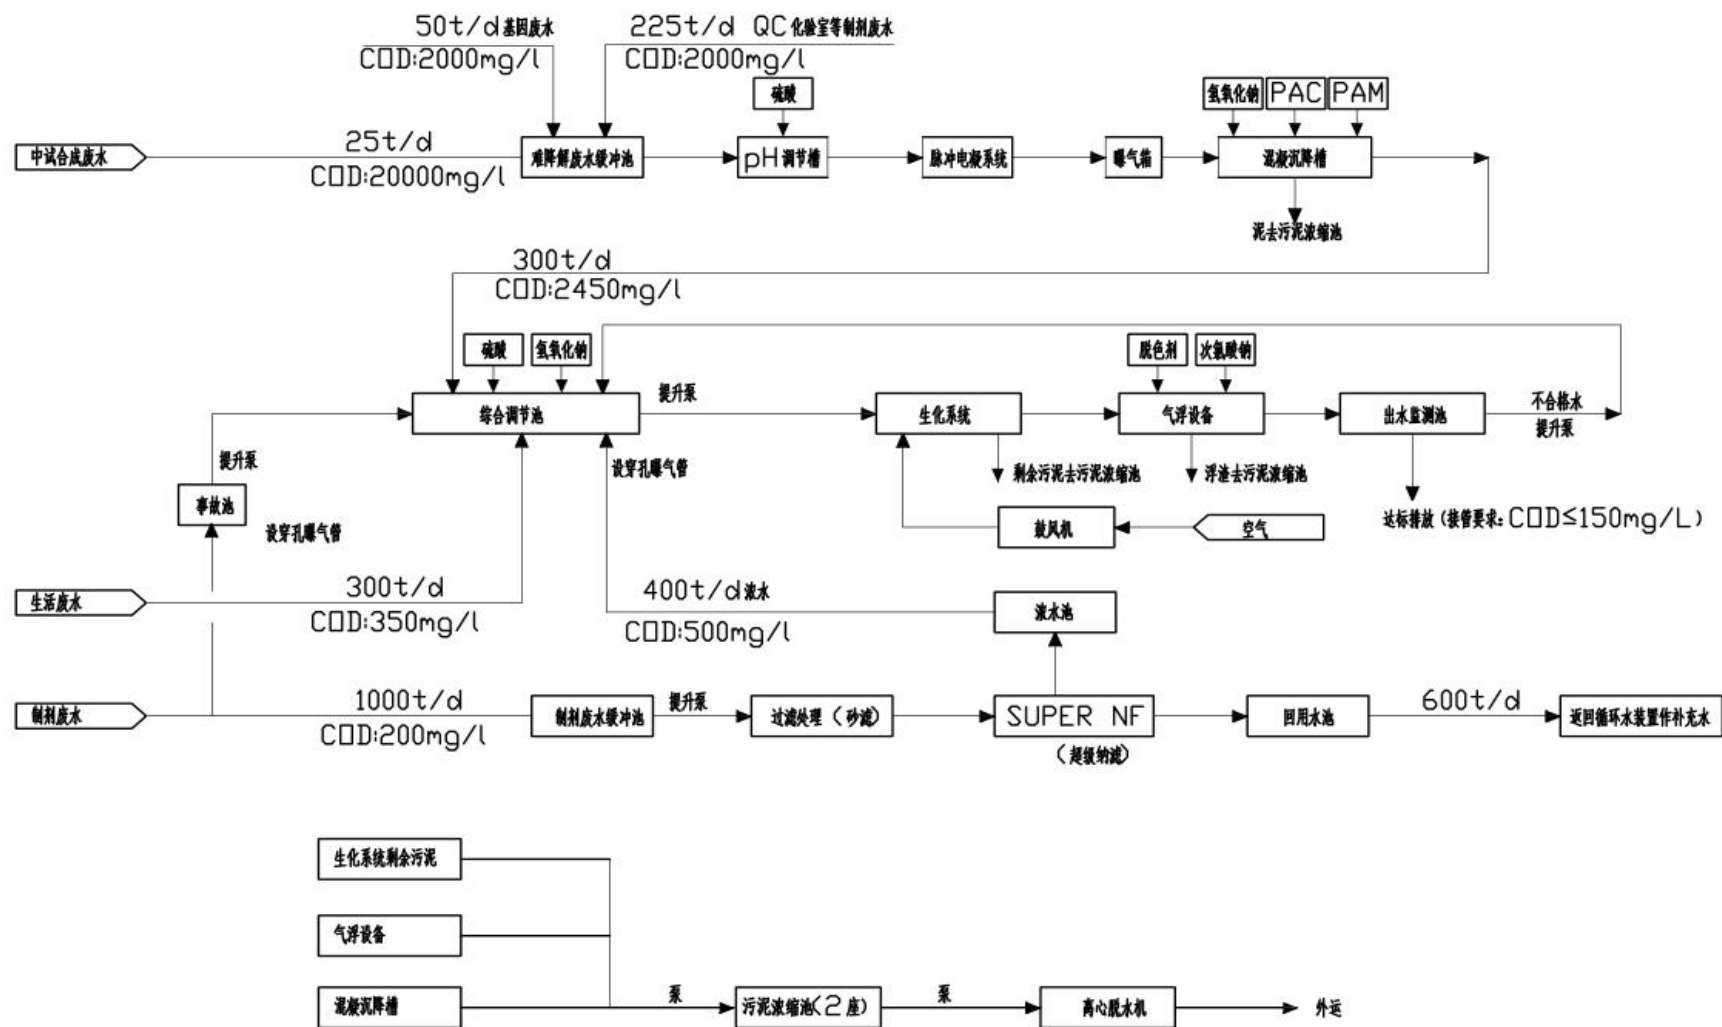 50t/d基因废水
COD:2000mg/l
225t/d QC化验室等制剂废水
COD:2000mg/l
硫酸
氢氧化钠
PAC
PAM
中试合成废水
25t/d
COD:20000mg/l
难降解废水缓冲池
pH调节槽
脉冲电凝系统
曝气箱
混凝沉降槽
泥去污泥浓缩池
300t/d
COD:2450mg/l
硫酸
氢氧化钠
脱色剂
次氯酸钠
综合调节池
提升泵
生化系统
气浮设备
出水监测池
不合格水
提升泵
提升泵
设穿孔曝气管
剩余污泥去污泥浓缩池
浮渣去污泥浓缩池
事故池
设穿孔曝气管
鼓风机
空气
达标排放(接管要求:COD≤150mg/L)
生活废水
300t/d
COD:350mg/l
400t/d浓水
COD:500mg/l
浓水池
制剂废水
1000t/d
COD:200mg/l
制剂废水缓冲池
提升泵
过滤处理(砂滤)
SUPER NF
(超级纳滤)
回用水池
600t/d
返回循环水装置作补充水
生化系统剩余污泥
气浮设备
混凝沉降槽
泵
污泥浓缩池(2座)
泵
离心脱水机
外运